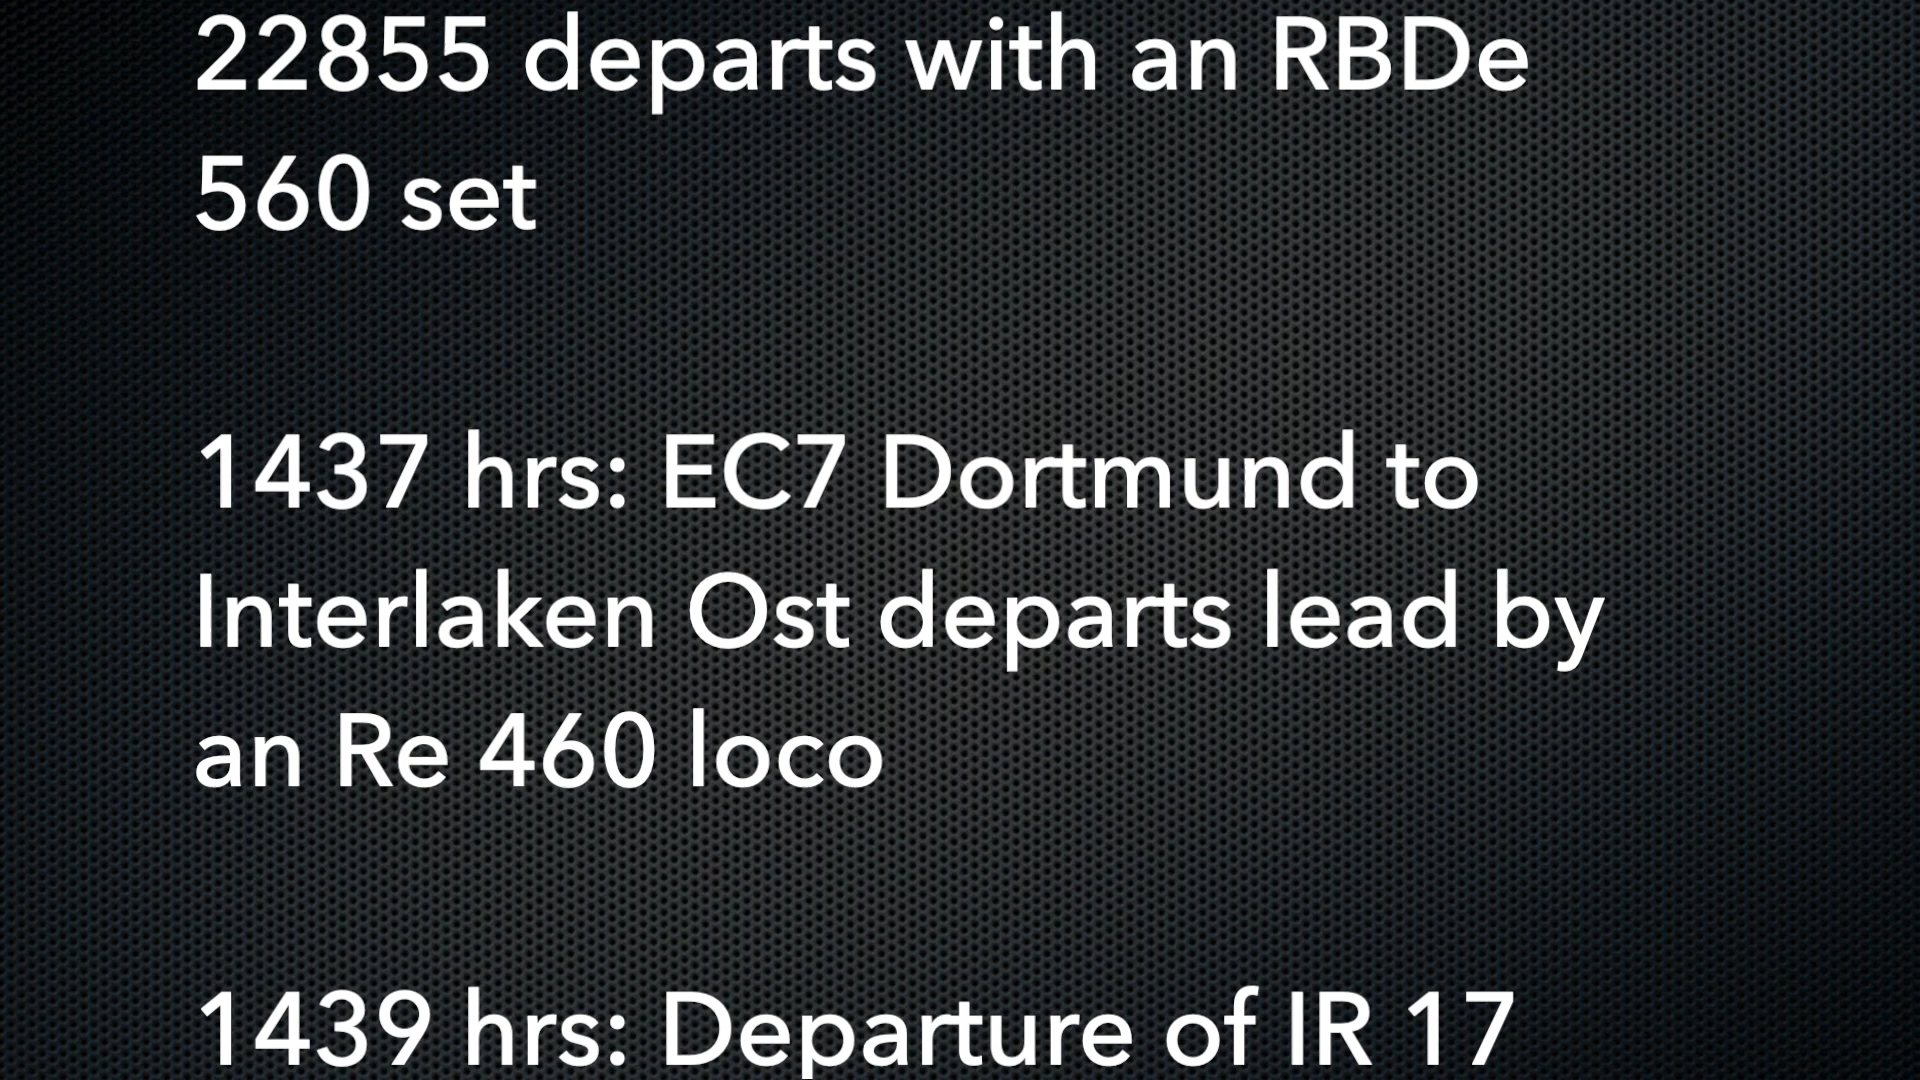 22855 departs with an RBDe
560 set
1437 hrs: EC7 Dortmund to
Interlaken Ost departs lead by
an Re 460 loco
1439 hrs: Departure of IR 17